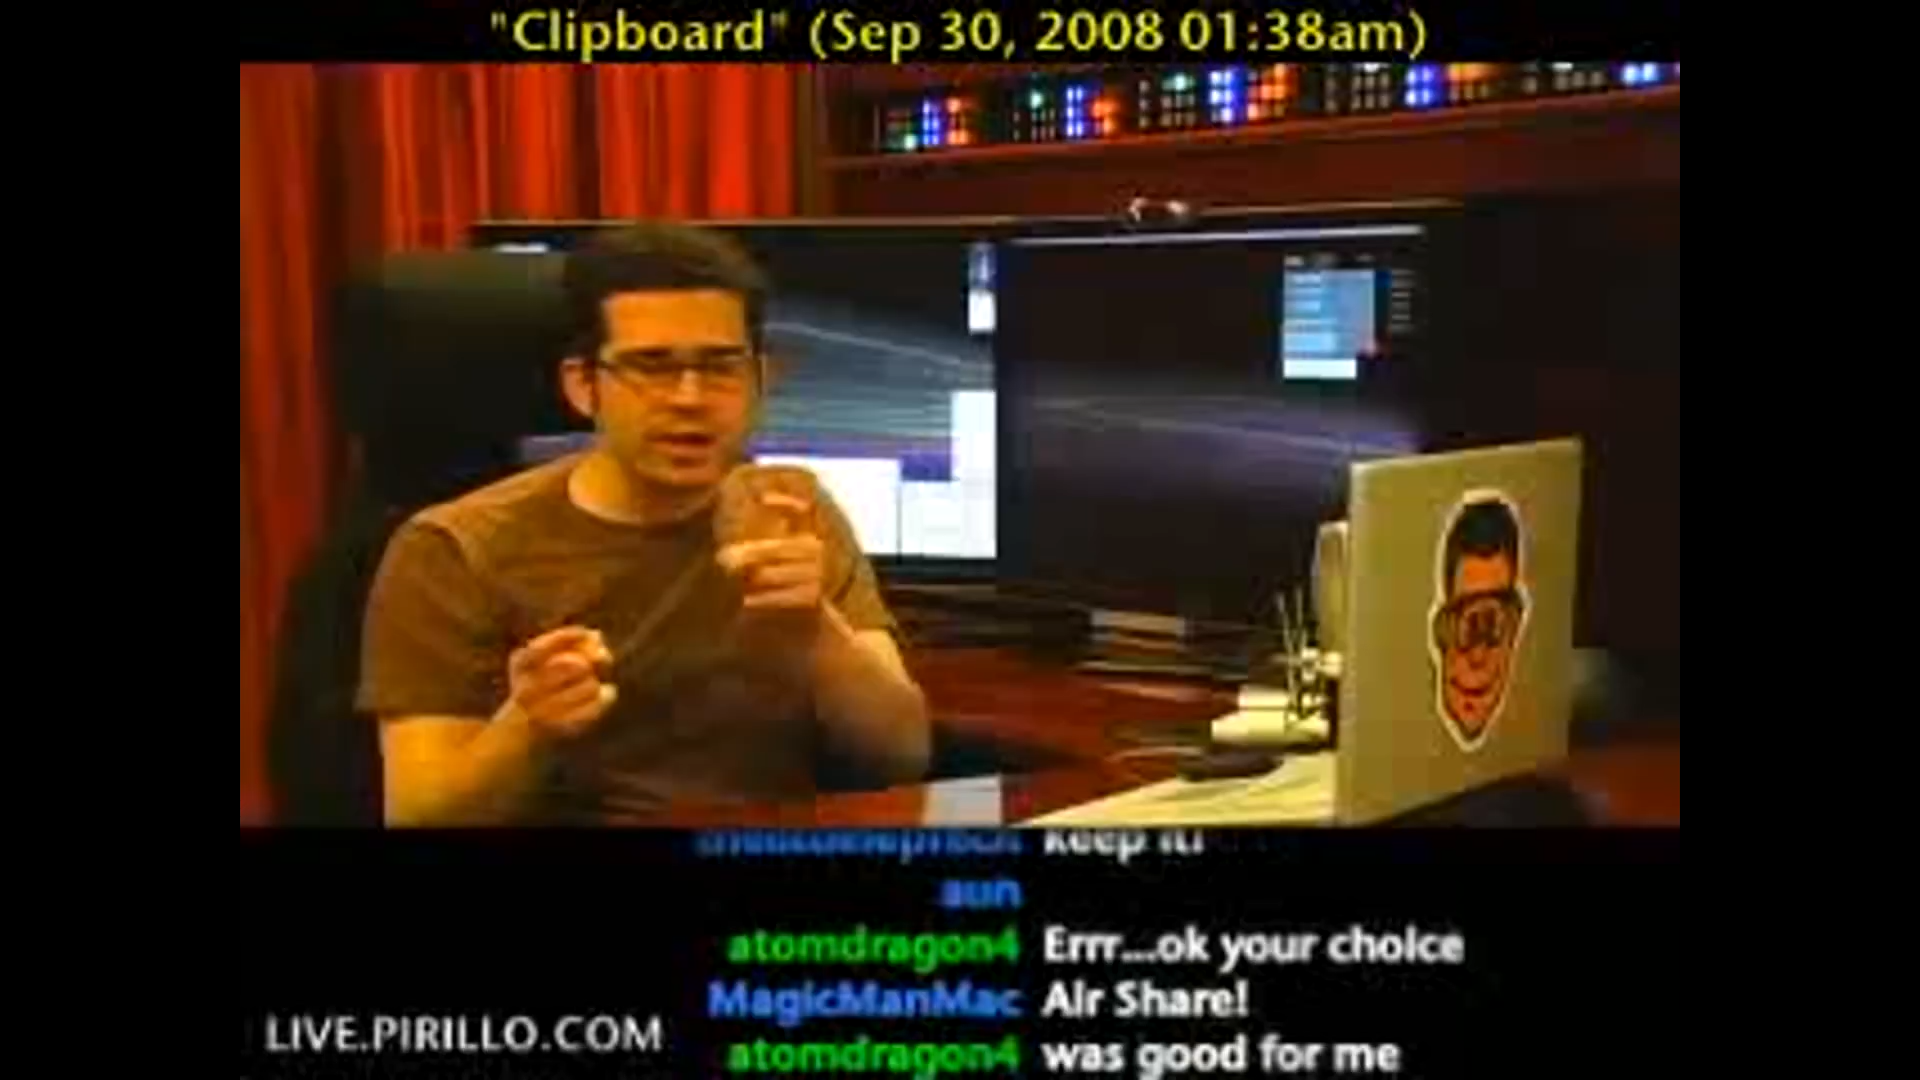 "Clipboard" (Sep 30, 2008 01:38am)
keep it!
aun
atomdragon4 Errr...ok your choice
MagicManMac Air Share!
LIVE.PIRILLO.COM
atomdragon4 was good for me